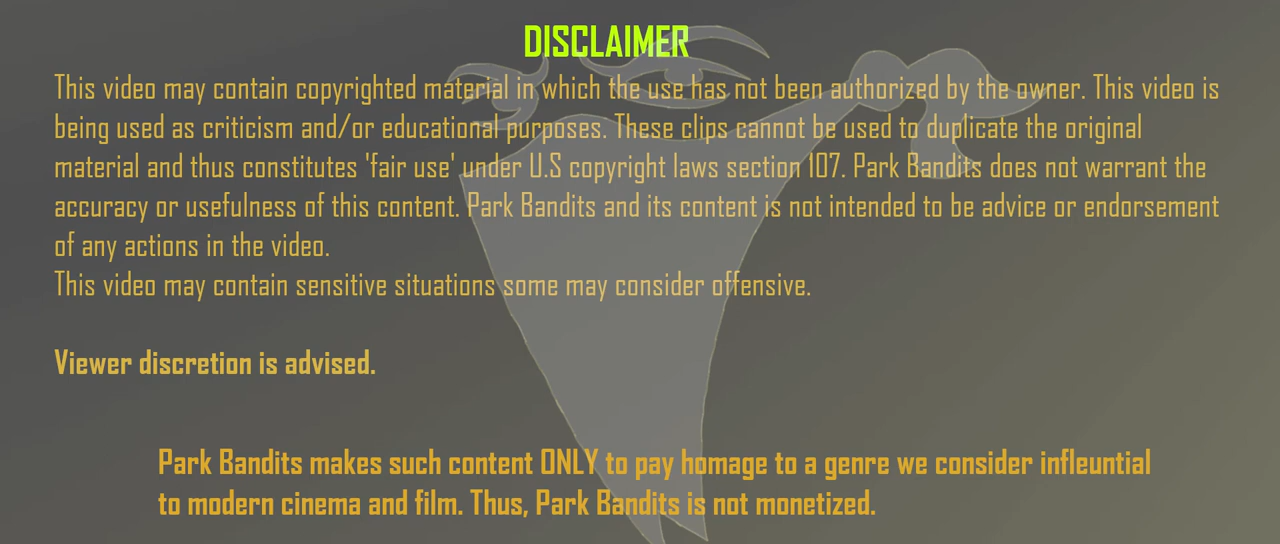 DISCLAIMER
This video may contain copyrighted material in which the use has not been authorized by the owner. This video is
being used as criticism and/or educational purposes. These clips cannot be used to duplicate the original
material and thus constitutes 'fair use' under U.S copyright laws section 107. Park Bandits does not warrant the
accuracy or usefulness of this content. Park Bandits and its content is not intended to be advice or endorsement
of any actions in the video.
This video may contain sensitive situations some may consider offensive.
Viewer discretion is advised.
Park Bandits makes such content ONLY to pay homage to a genre we consider infleuntial
to modern cinema and film. Thus, Park Bandits is not monetized.